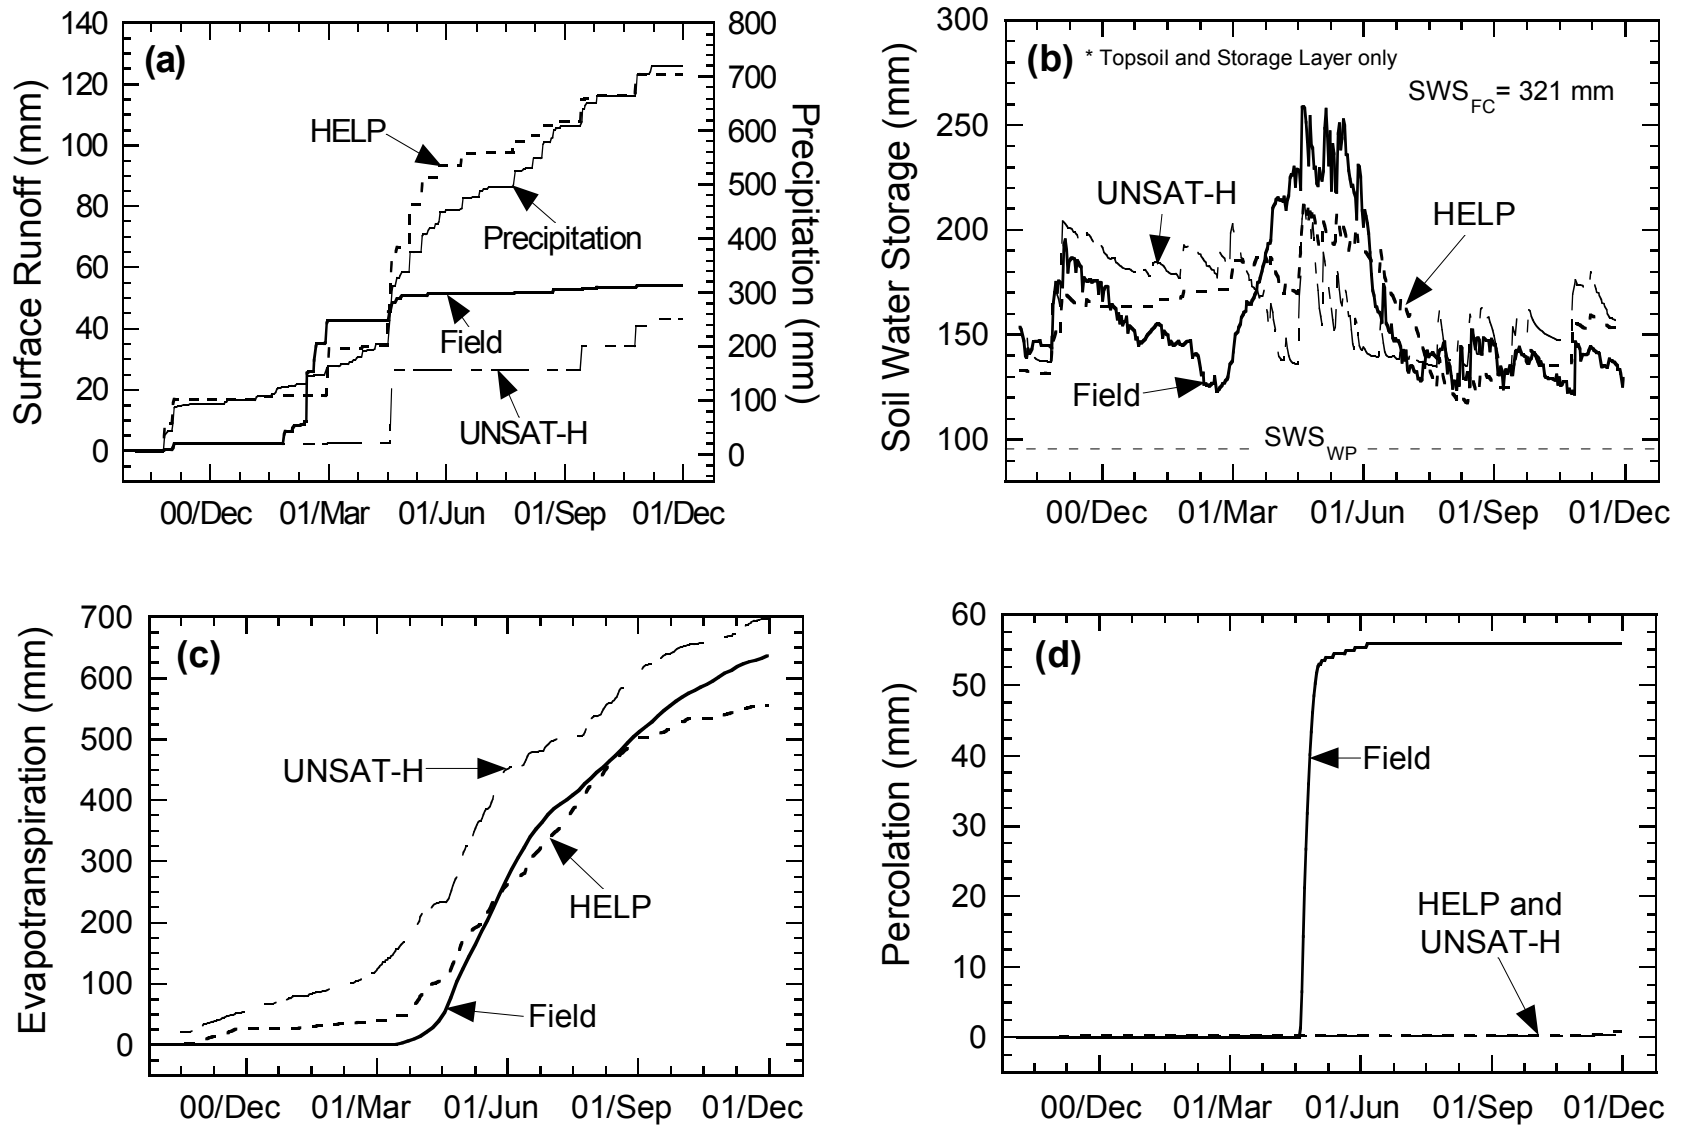 (a)
Surface Runoff (mm)
140
120
100
80
60
40
20
0
800
700
600
500
400
300
200
100
0
Precipitation (mm)
HELP
Precipitation
Field
UNSAT-H
00/Dec 01/Mar 01/Jun 01/Sep 01/Dec
(b)
* Topsoil and Storage Layer only
SWS_FC = 321 mm
Soil Water Storage (mm)
300
250
200
150
100
UNSAT-H
HELP
Field
SWS_WP
00/Dec 01/Mar 01/Jun 01/Sep 01/Dec
(c)
Evapotranspiration (mm)
700
600
500
400
300
200
100
0
UNSAT-H
HELP
Field
00/Dec 01/Mar 01/Jun 01/Sep 01/Dec
(d)
Percolation (mm)
60
50
40
30
20
10
0
Field
HELP and
UNSAT-H
00/Dec 01/Mar 01/Jun 01/Sep 01/Dec